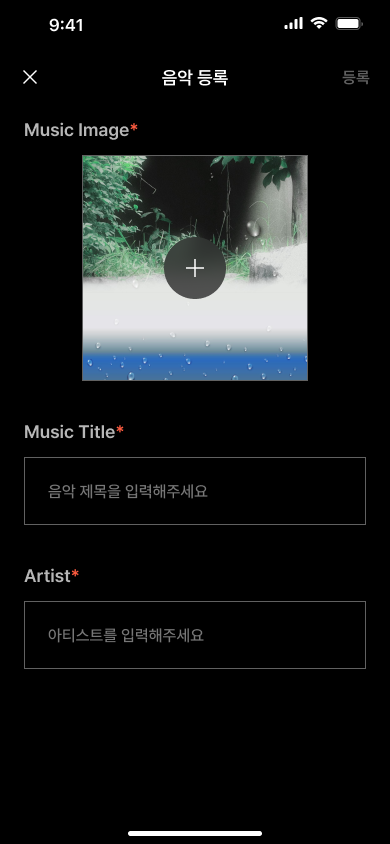 9:41
음악 등록
등록
Music Image*
Music Title*
음악 제목을 입력해주세요
Artist*
아티스트를 입력해주세요